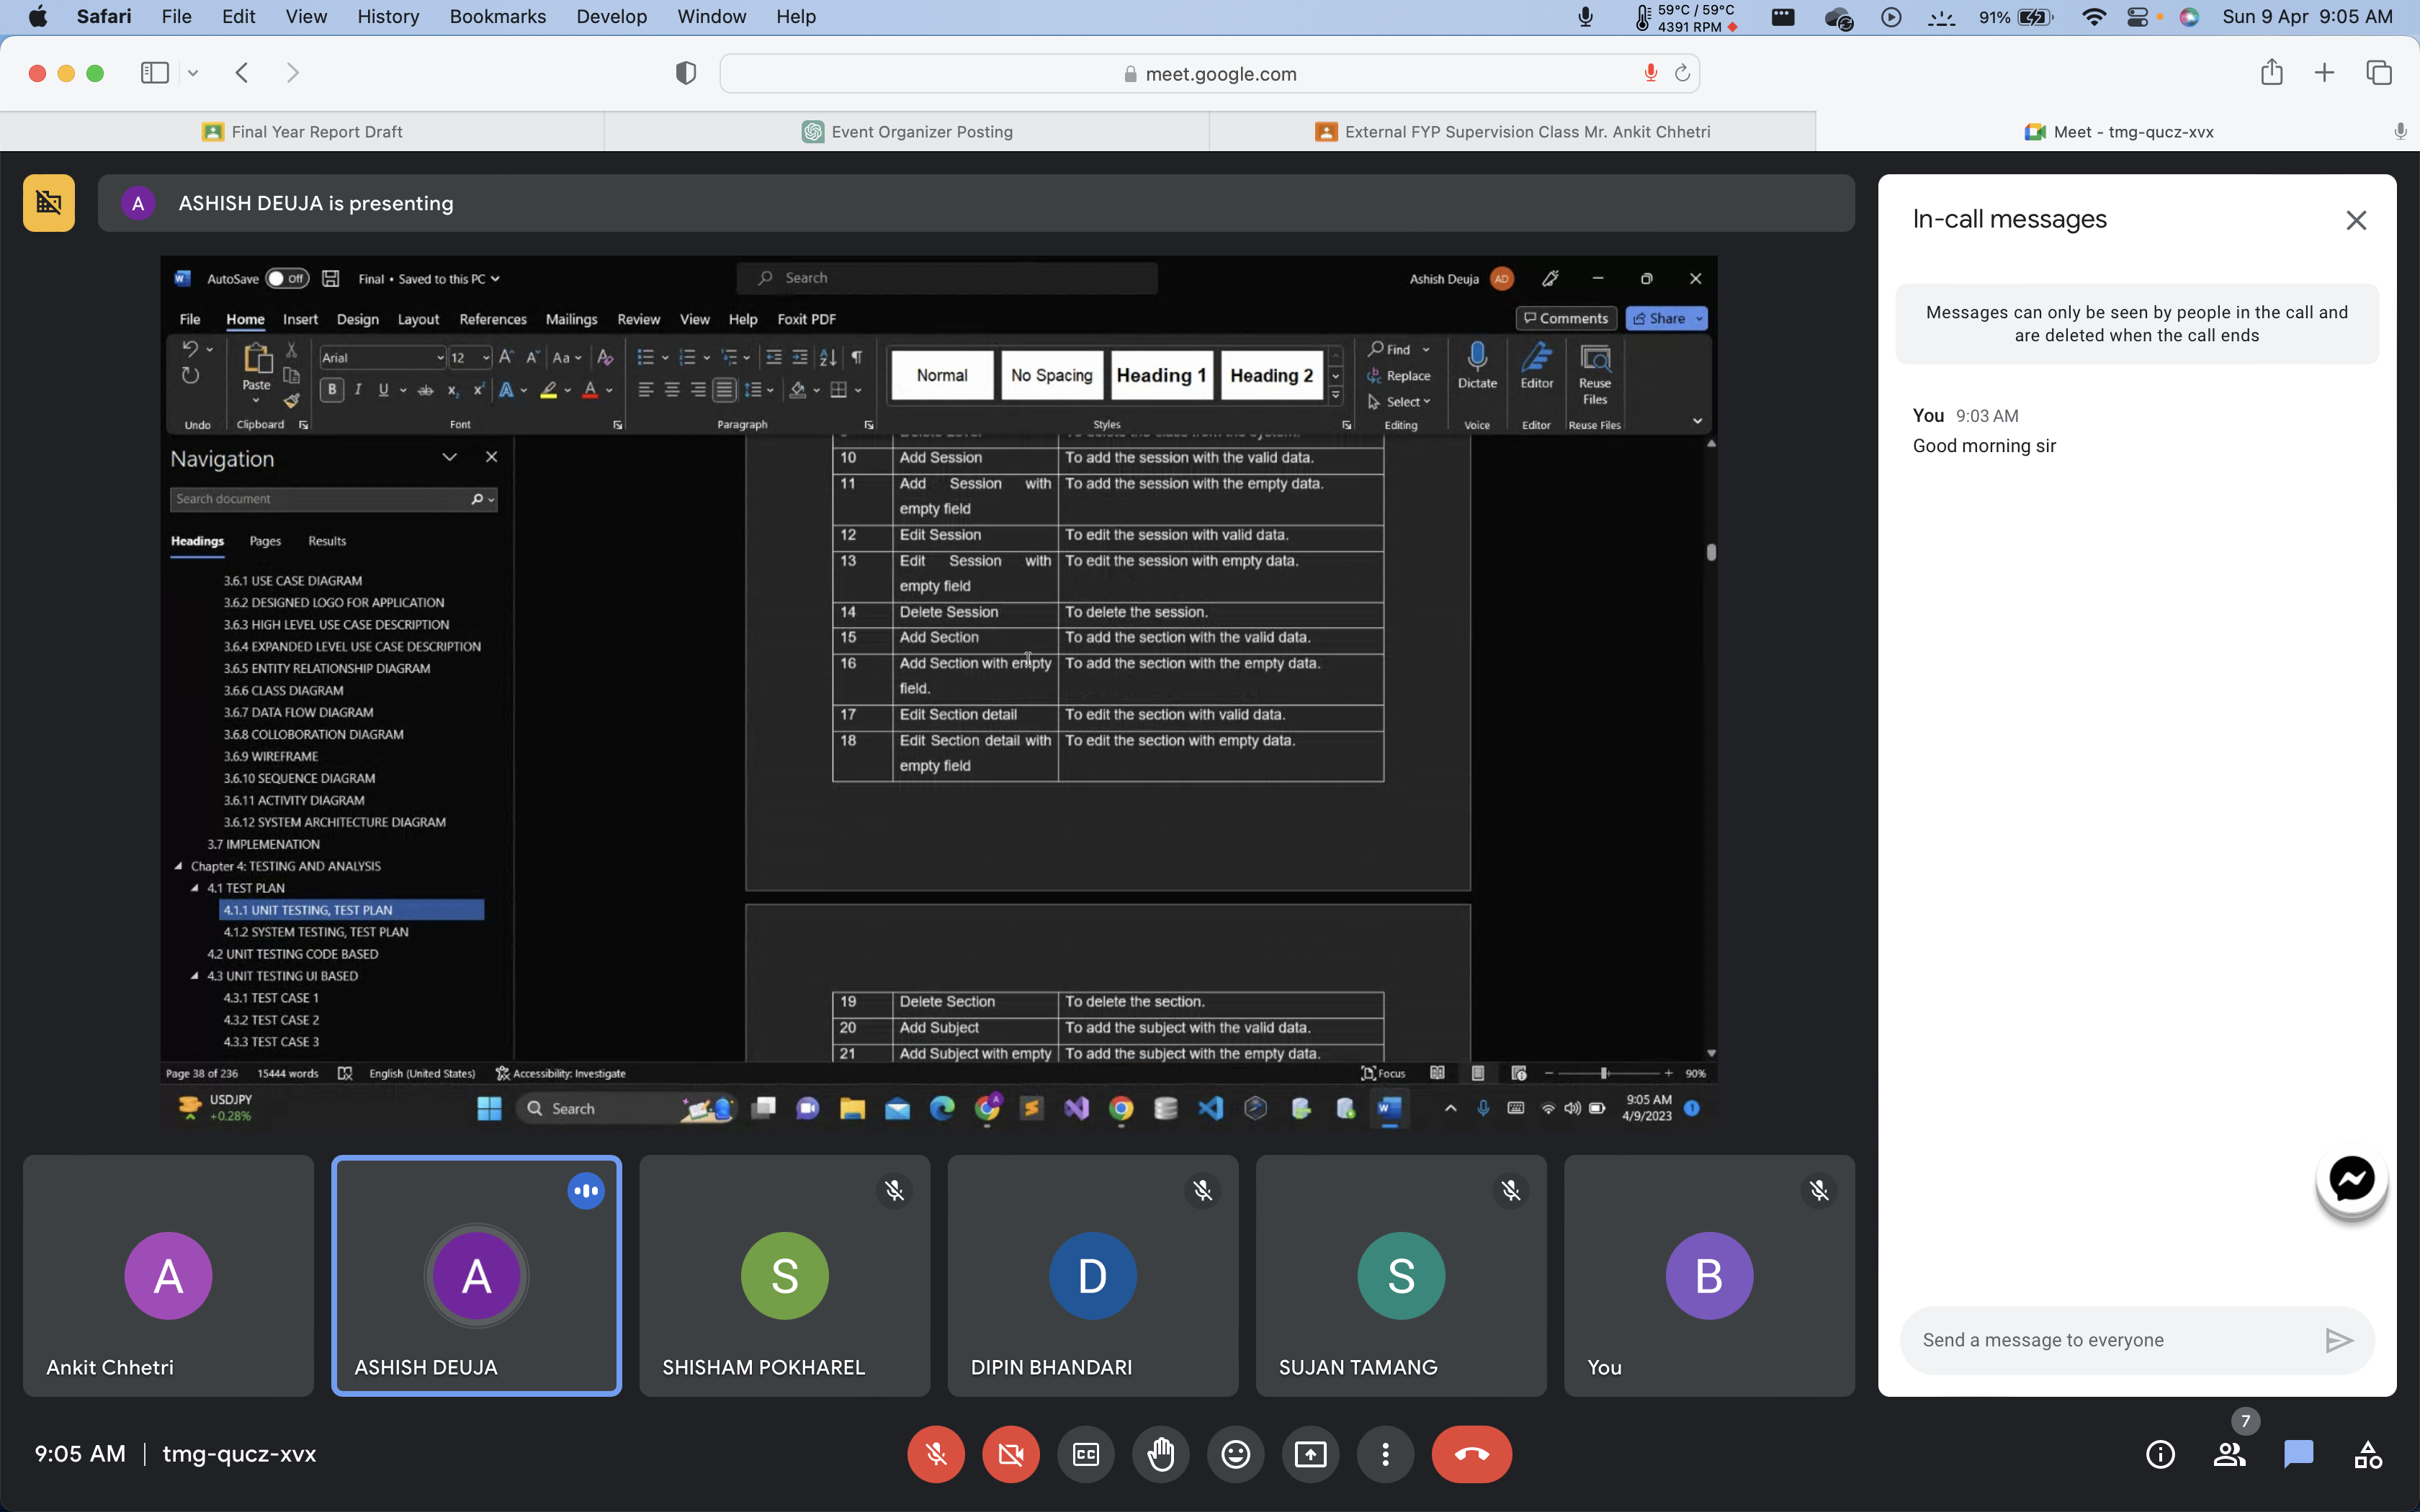 Safari File Edit View History Bookmarks Develop Window Help
59°C / 59°C
4391 RPM
91%
Sun 9 Apr 9:05 AM
meet.google.com
Final Year Report Draft
Event Organizer Posting
External FYP Supervision Class Mr. Ankit Chhetri
Meet - tmg-qucz-xvx
A
ASHISH DEUJA is presenting
AutoSave Off
Final • Saved to this PC
Search
Ashish Deuja AD
File Home Insert Design Layout References Mailings Review View Help Foxit PDF
Comments
Share
Undo
Paste
Clipboard
Arial
12
Font
Paragraph
Normal
No Spacing
Heading 1
Heading 2
Styles
Find
Replace
Select
Editing
Dictate
Voice
Editor
Editor
Reuse
Files
Reuse Files
Navigation
Search document
Headings Pages Results
3.6.1 USE CASE DIAGRAM
3.6.2 DESIGNED LOGO FOR APPLICATION
3.6.3 HIGH LEVEL USE CASE DESCRIPTION
3.6.4 EXPANDED LEVEL USE CASE DESCRIPTION
3.6.5 ENTITY RELATIONSHIP DIAGRAM
3.6.6 CLASS DIAGRAM
3.6.7 DATA FLOW DIAGRAM
3.6.8 COLLOBORATION DIAGRAM
3.6.9 WIREFRAME
3.6.10 SEQUENCE DIAGRAM
3.6.11 ACTIVITY DIAGRAM
3.6.12 SYSTEM ARCHITECTURE DIAGRAM
3.7 IMPLEMENATION
Chapter 4: TESTING AND ANALYSIS
4.1 TEST PLAN
4.1.1 UNIT TESTING, TEST PLAN
4.1.2 SYSTEM TESTING, TEST PLAN
4.2 UNIT TESTING CODE BASED
4.3 UNIT TESTING UI BASED
4.3.1 TEST CASE 1
4.3.2 TEST CASE 2
4.3.3 TEST CASE 3
10 Add Session To add the session with the valid data.
11 Add Session with To add the session with the empty data.
empty field
12 Edit Session To edit the session with valid data.
13 Edit Session with To edit the session with empty data.
empty field
14 Delete Session To delete the session.
15 Add Section To add the section with the valid data.
16 Add Section with empty To add the section with the empty data.
field.
17 Edit Section detail To edit the section with valid data.
18 Edit Section detail with To edit the section with empty data.
empty field
19 Delete Section To delete the section.
20 Add Subject To add the subject with the valid data.
21 Add Subject with empty To add the subject with the empty data.
Page 38 of 236 15444 words English (United States) Accessibility: Investigate
Focus
90%
USDJPY
+0.28%
Search
9:05 AM
4/9/2023
1
In-call messages
Messages can only be seen by people in the call and
are deleted when the call ends
You 9:03 AM
Good morning sir
Send a message to everyone
A
Ankit Chhetri
A
ASHISH DEUJA
S
SHISHAM POKHAREL
D
DIPIN BHANDARI
S
SUJAN TAMANG
B
You
9:05 AM | tmg-qucz-xvx
CC
7